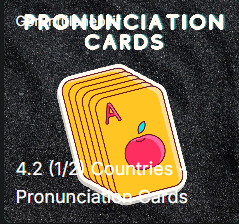 PRONUNCIATION
CARDS
A
4.2 (1/2) Countries
Pronunciation Cards